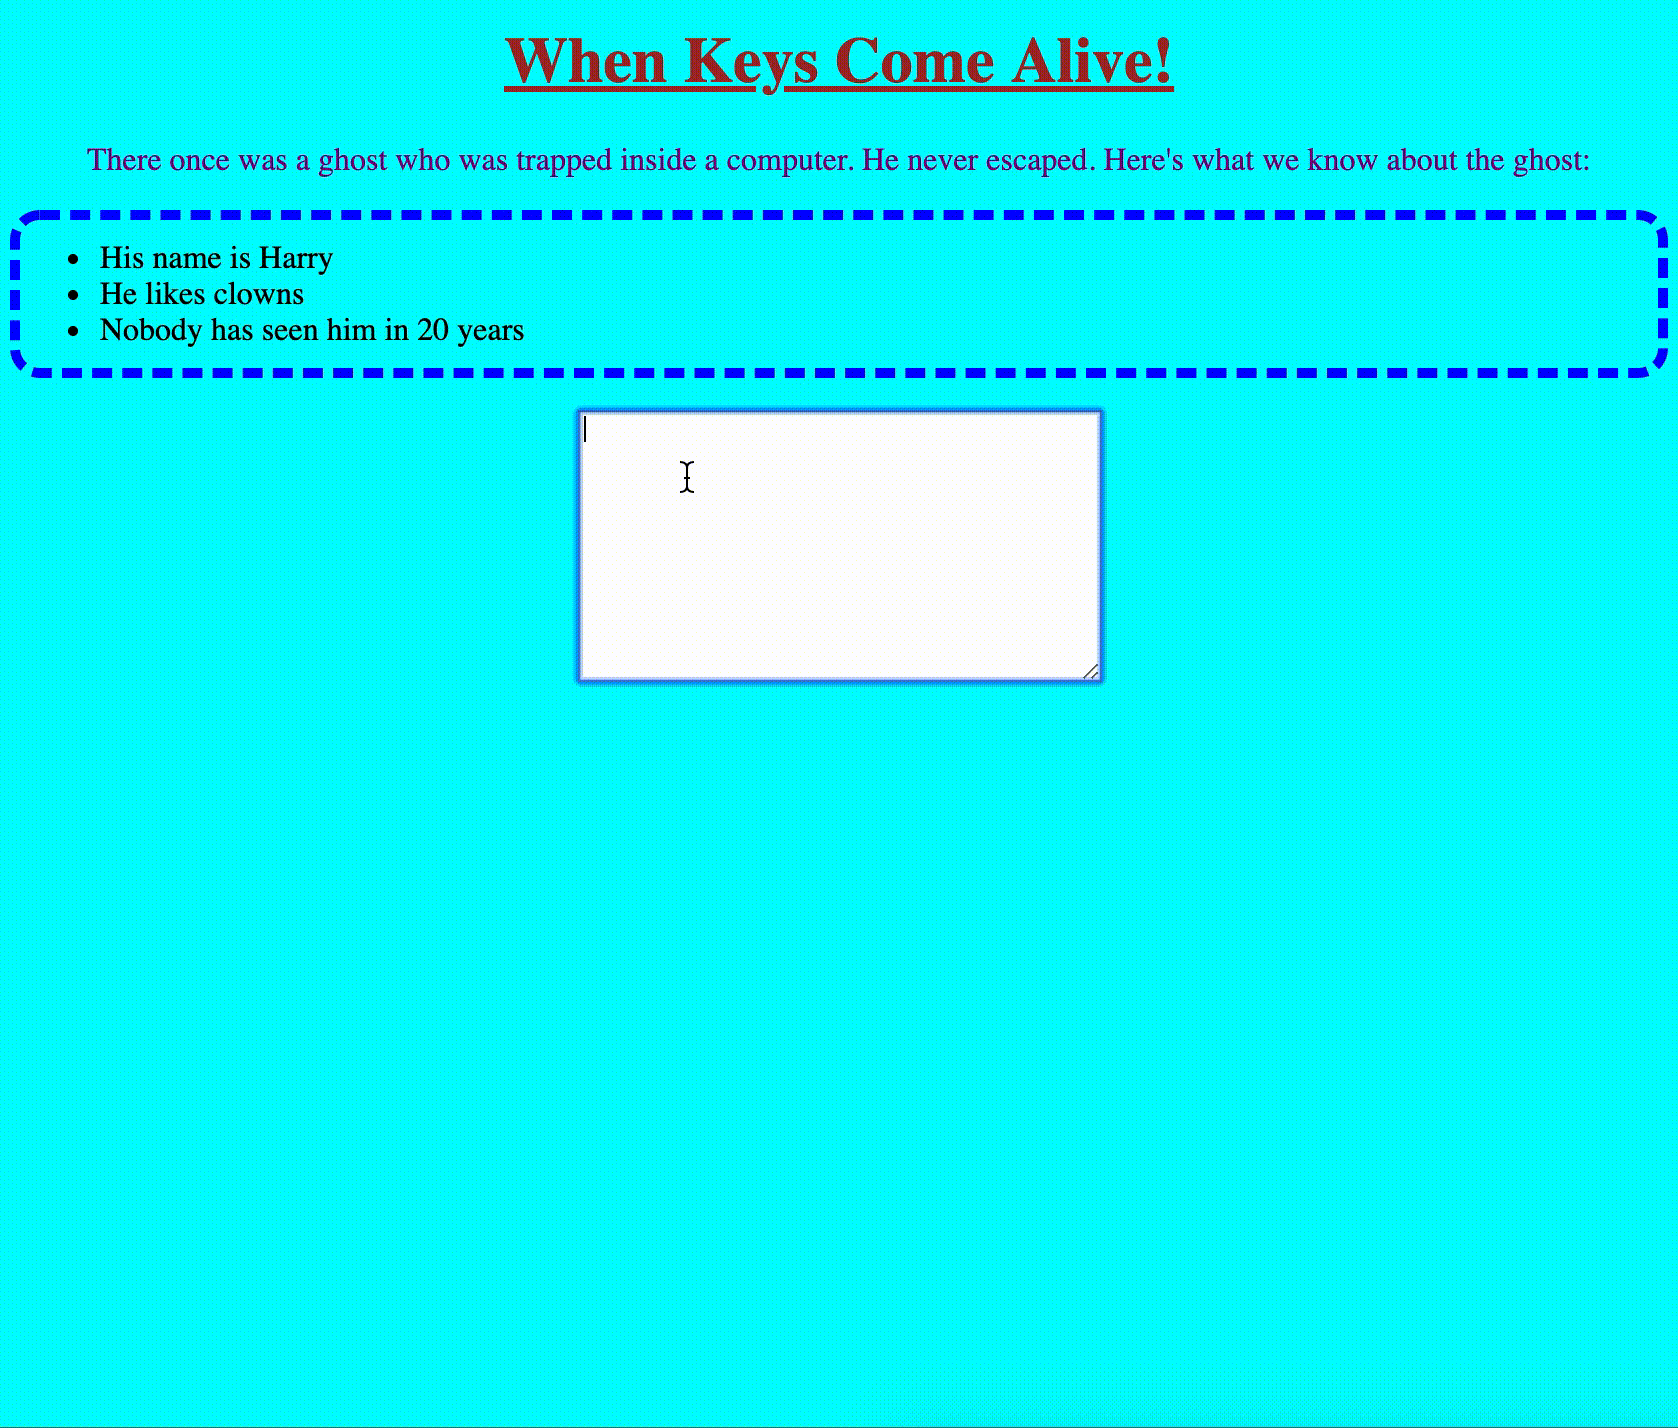 When Keys Come Alive!
There once was a ghost who was trapped inside a computer. He never escaped. Here's what we know about the ghost:
His name is Harry
He likes clowns
Nobody has seen him in 20 years